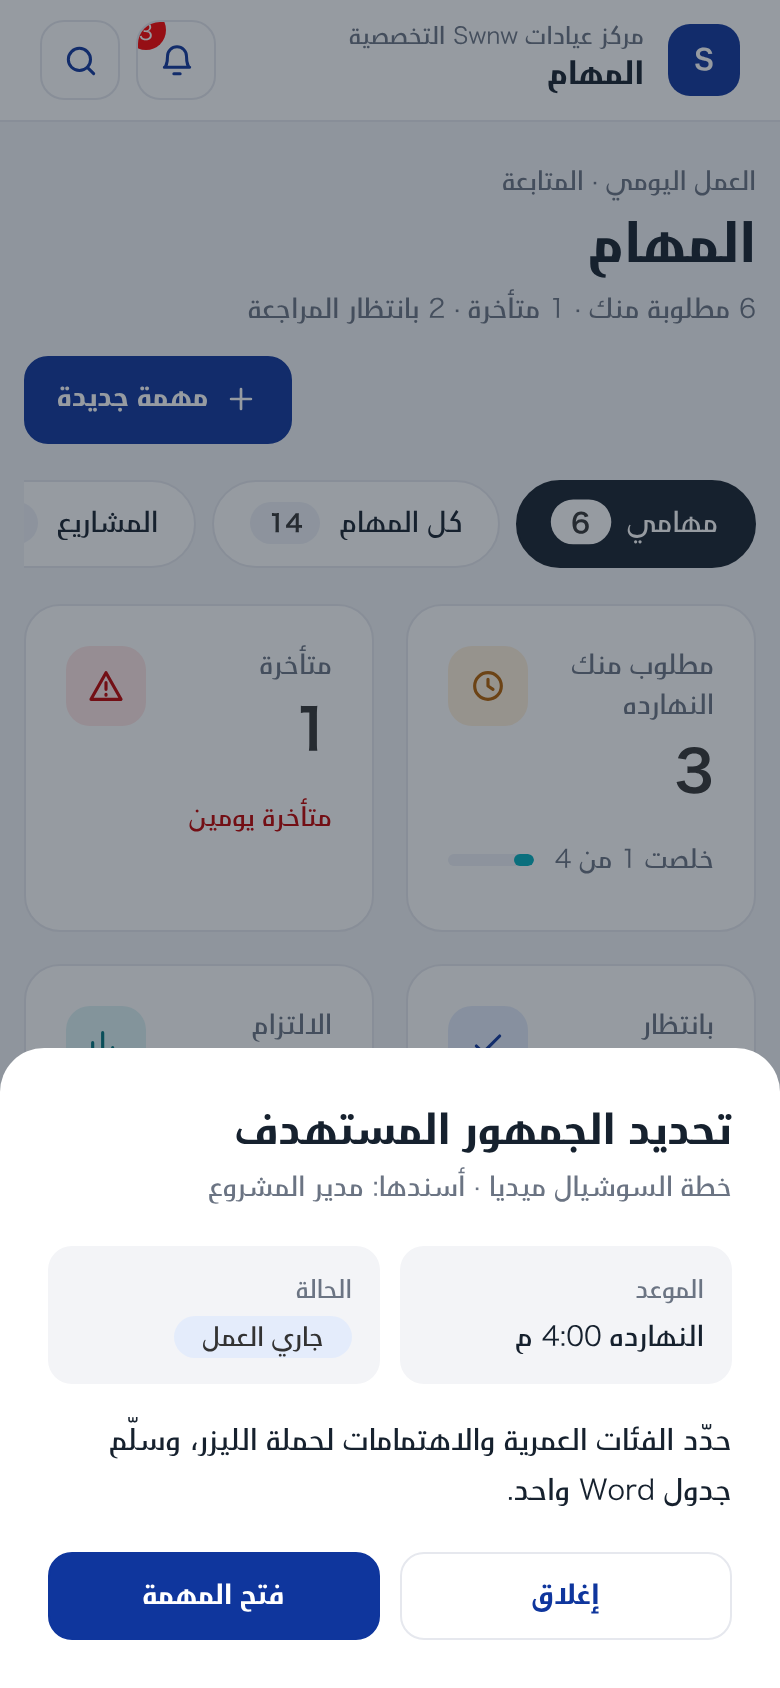 S
مركز عيادات Swnw التخصصية
المهام
3
العمل اليومي · المتابعة
المهام
6 مطلوبة منك · 1 متأخرة · 2 بانتظار المراجعة
مهمة جديدة
مهامي 6
كل المهام 14
المشاريع
مطلوب منك
النهارده
3
خلصت 1 من 4
متأخرة
1
متأخرة يومين
بانتظار
الالتزام
تحديد الجمهور المستهدف
خطة السوشيال ميديا · أسندها: مدير المشروع
الموعد
النهارده 4:00 م
الحالة
جاري العمل
حدّد الفئات العمرية والاهتمامات لحملة الليزر، وسلّم
جدول Word واحد.
إغلاق
فتح المهمة